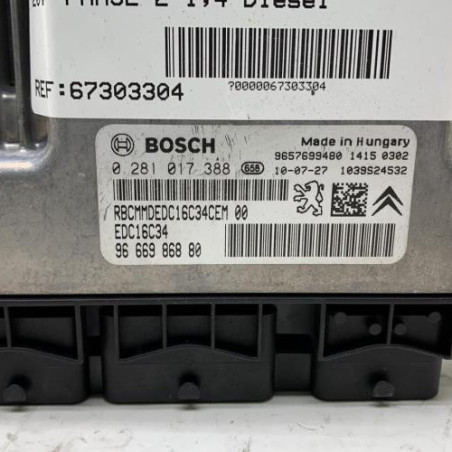 207 PHASE 2 1,4 Diesel
REF:67303304
?0000067303304
BOSCH
Made in Hungary
0 281 017 388 658
9657699480 1415 0302
10-07-27 1039S24532
RBCMMDEDC16C34CEM 00
EDC16C34
96 669 868 80